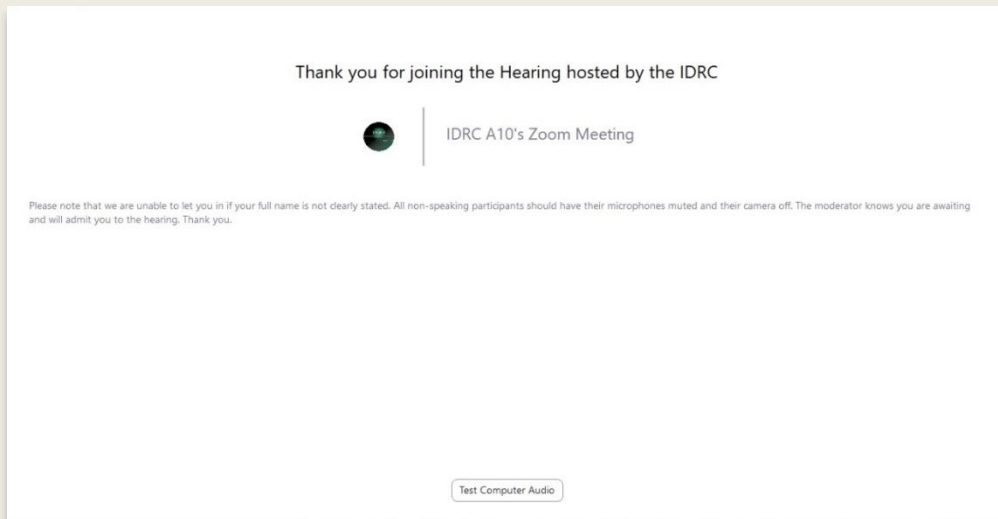 Thank you for joining the Hearing hosted by the IDRC
IDRC A10's Zoom Meeting
Please note that we are unable to let you in if your full name is not clearly stated. All non-speaking participants should have their microphones muted and their camera off. The moderator knows you are awaiting
and will admit you to the hearing. Thank you.
Test Computer Audio